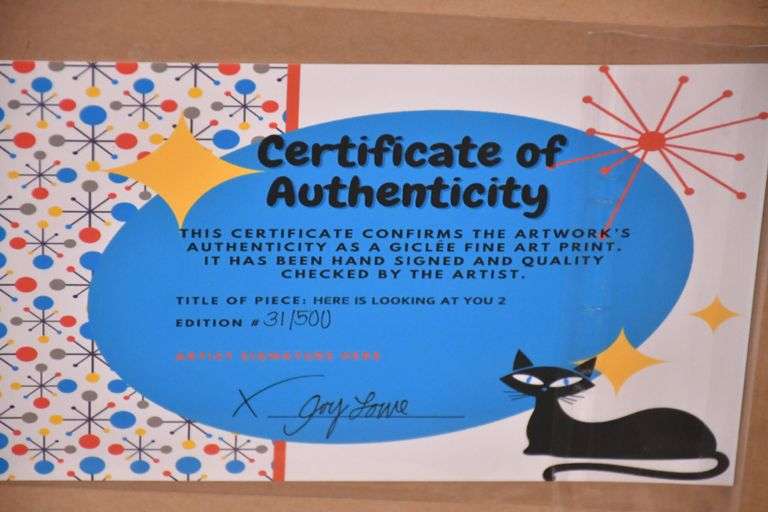 Certificate of
Authenticity
THIS CERTIFICATE CONFIRMS THE ARTWORK'S
AUTHENTICITY AS A GICLÉE FINE ART PRINT.
IT HAS BEEN HAND SIGNED AND QUALITY
CHECKED BY THE ARTIST.
TITLE OF PIECE: HERE IS LOOKING AT YOU 2
EDITION # 31/500
ARTIST SIGNATURE HERE
X Joy Lowe